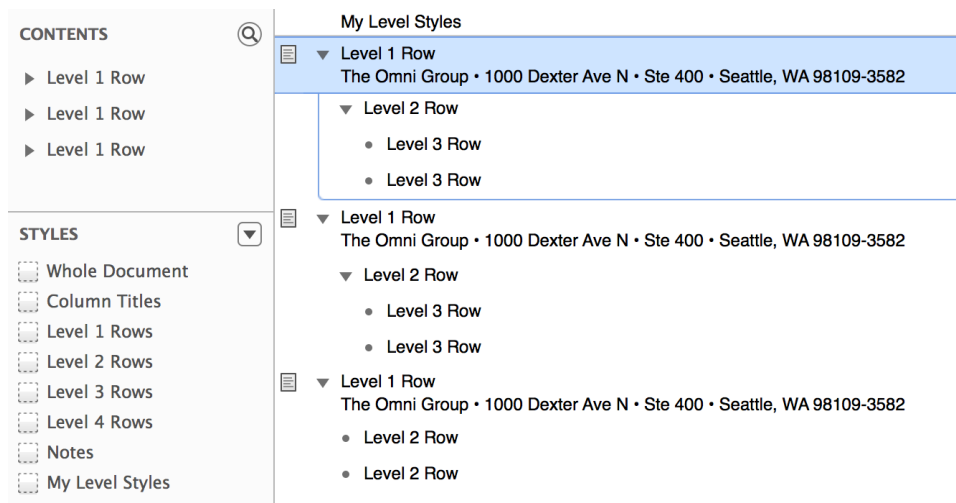 CONTENTS
Level 1 Row
Level 1 Row
Level 1 Row
STYLES
Whole Document
Column Titles
Level 1 Rows
Level 2 Rows
Level 3 Rows
Level 4 Rows
Notes
My Level Styles
My Level Styles
Level 1 Row
The Omni Group • 1000 Dexter Ave N • Ste 400 • Seattle, WA 98109-3582
Level 2 Row
Level 3 Row
Level 3 Row
Level 1 Row
The Omni Group • 1000 Dexter Ave N • Ste 400 • Seattle, WA 98109-3582
Level 2 Row
Level 3 Row
Level 3 Row
Level 1 Row
The Omni Group • 1000 Dexter Ave N • Ste 400 • Seattle, WA 98109-3582
Level 2 Row
Level 2 Row